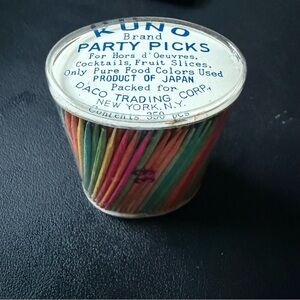 KUNO
Brand
PARTY PICKS
For Hors d'Oeuvres,
Cocktails, Fruit Slices,
Only Pure Food Colors Used
PRODUCT OF JAPAN
Packed for
DACO TRADING CORP.
NEW YORK, N.Y.
Contents 350 pcs